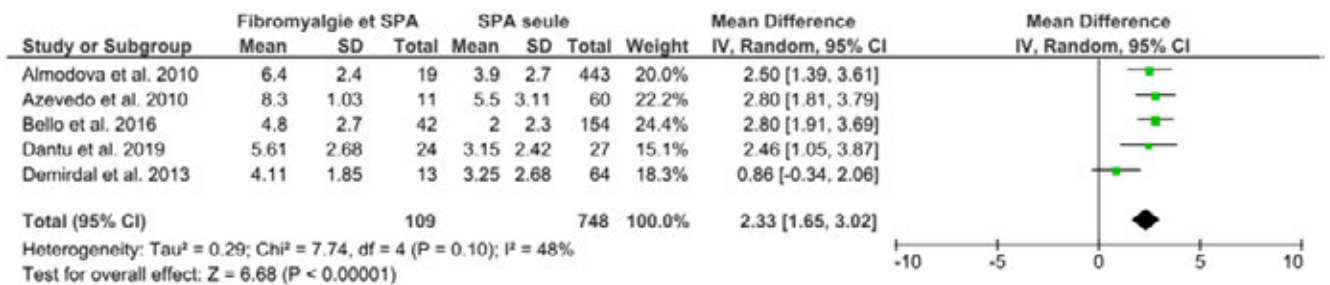 Fibromyalgie et SPA SPA seule Mean Difference Mean Difference
Study or Subgroup Mean SD Total Mean SD Total Weight IV, Random, 95% CI IV, Random, 95% CI
Almodova et al. 2010 6.4 2.4 19 3.9 2.7 443 20.0% 2.50 [1.39, 3.61]
Azevedo et al. 2010 8.3 1.03 11 5.5 3.11 60 22.2% 2.80 [1.81, 3.79]
Bello et al. 2016 4.8 2.7 42 2 2.3 154 24.4% 2.80 [1.91, 3.69]
Dantu et al. 2019 5.61 2.68 24 3.15 2.42 27 15.1% 2.46 [1.05, 3.87]
Demirdal et al. 2013 4.11 1.85 13 3.25 2.68 64 18.3% 0.86 [-0.34, 2.06]
Total (95% CI) 109 748 100.0% 2.33 [1.65, 3.02]
Heterogeneity: Tau² = 0.29; Chi² = 7.74, df = 4 (P = 0.10); I² = 48%
Test for overall effect: Z = 6.68 (P < 0.00001)
-10 -5 0 5 10